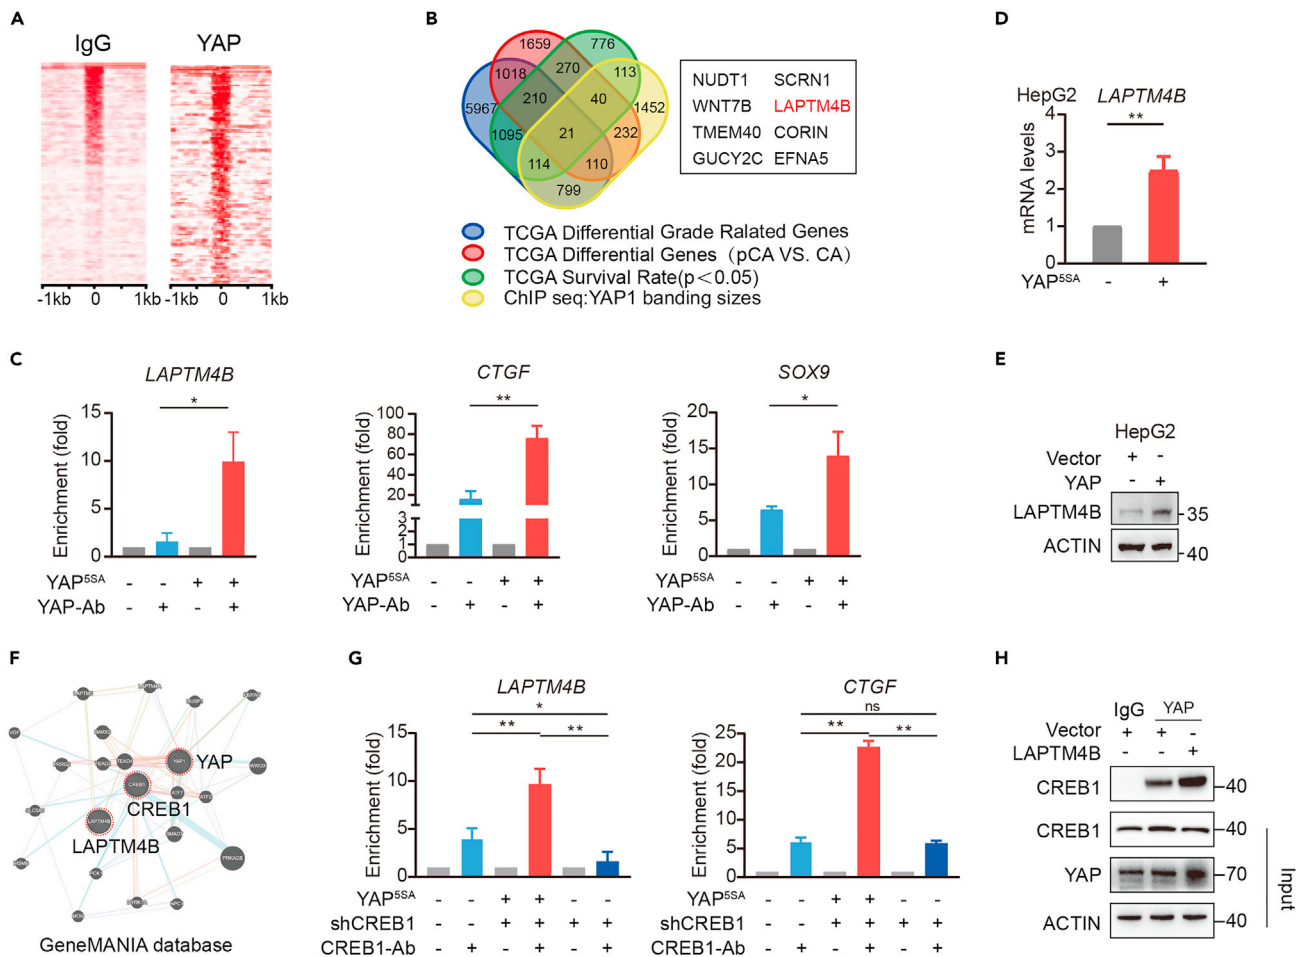 A
IgG
YAP
-1kb 0 1kb -1kb 0 1kb
B
1659 776
1018 270 113
5967 210 40 1452
1095 21 232
114 110
799
NUDT1 SCRN1
WNT7B LAPTM4B
TMEM40 CORIN
GUCY2C EFNA5
TCGA Differential Grade Ralated Genes
TCGA Differential Genes (pCA VS. CA)
TCGA Survival Rate(p<0.05)
ChIP seq:YAP1 banding sizes
D
HepG2 LAPTM4B
**
mRNA levels
4
3
2
1
0
YAP5SA - +
C
LAPTM4B
*
Enrichment (fold)
15
10
5
0
YAP5SA - - + +
YAP-Ab - + - +
CTGF
**
Enrichment (fold)
100
80
60
40
20
3
2
1
0
YAP5SA - - + +
YAP-Ab - + - +
SOX9
*
Enrichment (fold)
20
15
10
5
0
YAP5SA - - + +
YAP-Ab - + - +
E
HepG2
Vector + -
YAP - +
LAPTM4B -35
ACTIN -40
F
YAP1
YAP
CREB1
CREB1
LAPTM4B
LAPTM4B
PRKACB
GeneMANIA database
G
LAPTM4B
*
** **
Enrichment (fold)
15
10
5
0
YAP5SA - - + + - -
shCREB1 - - + + + +
CREB1-Ab - + - + - +
CTGF
ns
** **
Enrichment (fold)
25
20
15
10
5
0
YAP5SA - - + + - -
shCREB1 - - + + + +
CREB1-Ab - + - + - +
H
IgG YAP
Vector + + -
LAPTM4B - - +
CREB1 -40
CREB1 -40
YAP -70
ACTIN -40
Input